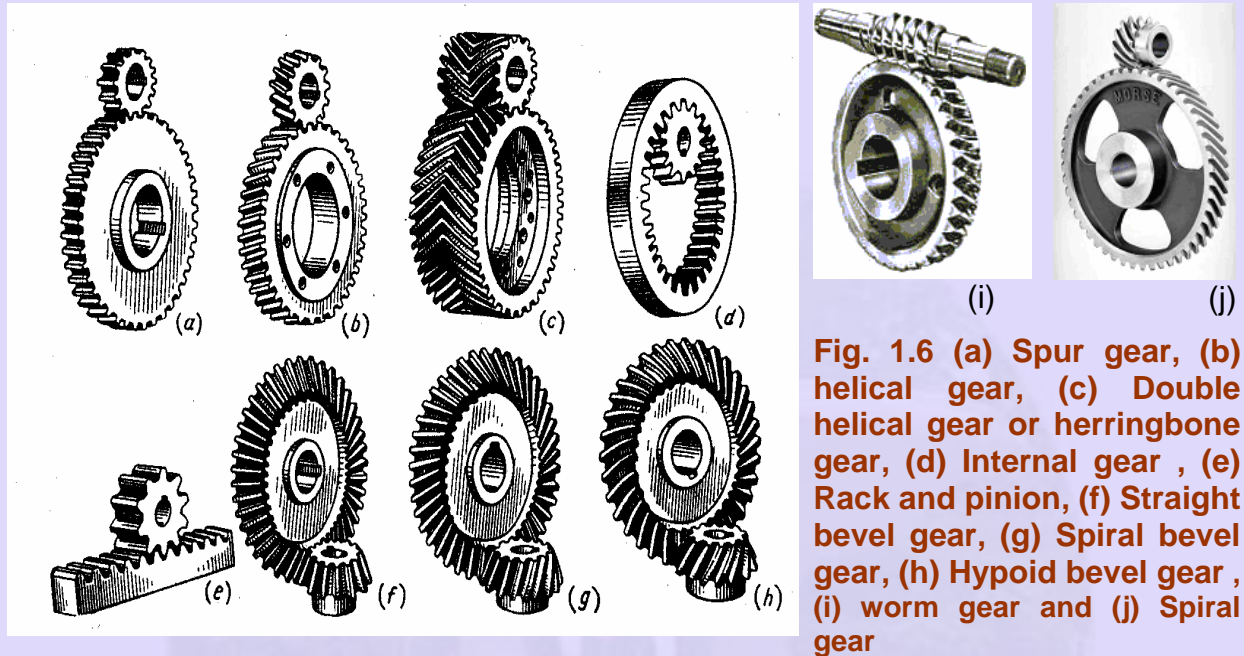 (a)
(b)
(c)
(d)
(e)
(f)
(g)
(h)
MORSE
(i)
(j)
Fig. 1.6 (a) Spur gear, (b)
helical gear, (c) Double
helical gear or herringbone
gear, (d) Internal gear , (e)
Rack and pinion, (f) Straight
bevel gear, (g) Spiral bevel
gear, (h) Hypoid bevel gear ,
(i) worm gear and (j) Spiral
gear